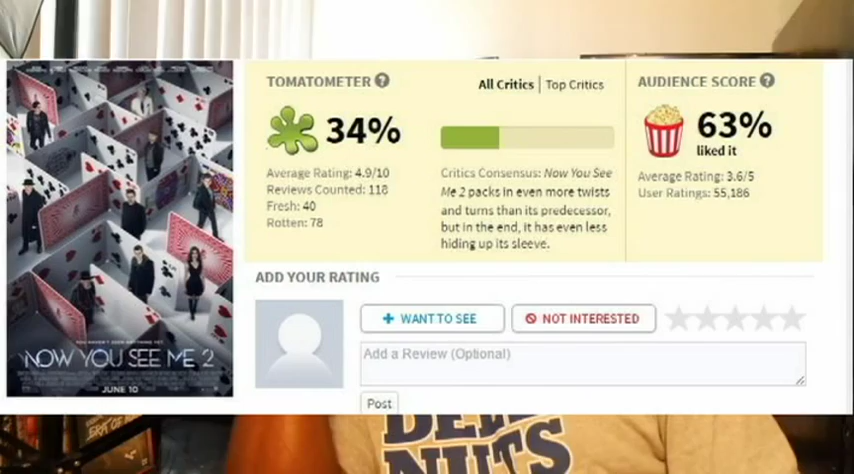 TOMATOMETER ?
All Critics | Top Critics
34%
Average Rating: 4.9/10
Reviews Counted: 118
Fresh: 40
Rotten: 78
Critics Consensus: Now You See
Me 2 packs in even more twists
and turns than its predecessor,
but in the end, it has even less
hiding up its sleeve.
AUDIENCE SCORE ?
63%
liked it
Average Rating: 3.6/5
User Ratings: 55,186
NOW YOU SEE ME 2
JUNE 10
ADD YOUR RATING
+ WANT TO SEE
NOT INTERESTED
Add a Review (Optional)
Post
NUTS